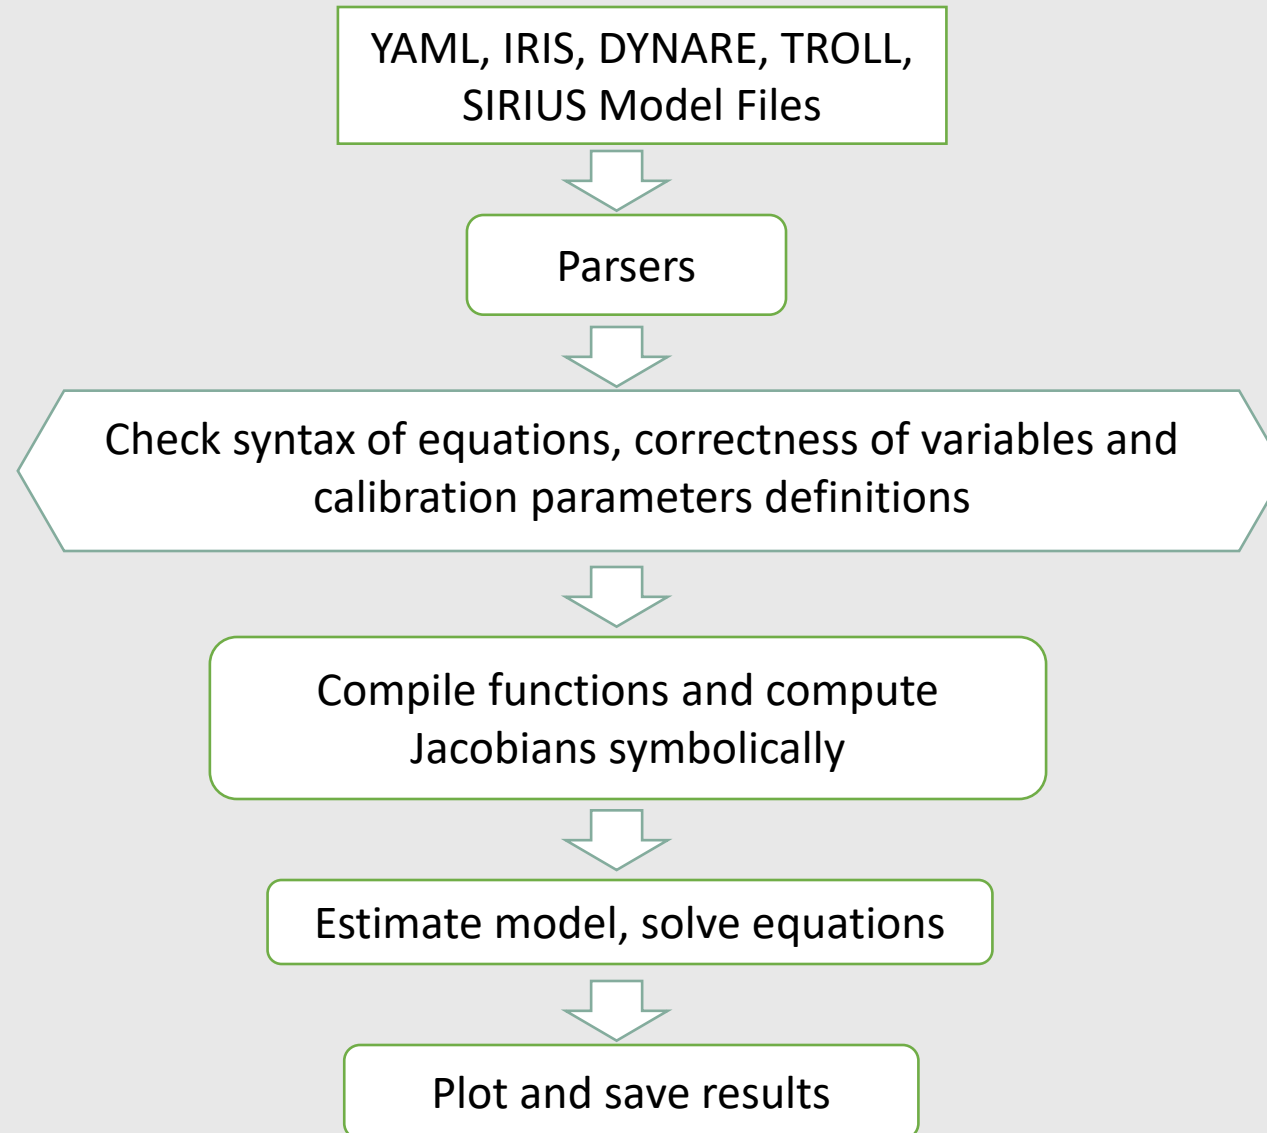 YAML, IRIS, DYNARE, TROLL,
SIRIUS Model Files
Parsers
Check syntax of equations, correctness of variables and
calibration parameters definitions
Compile functions and compute
Jacobians symbolically
Estimate model, solve equations
Plot and save results